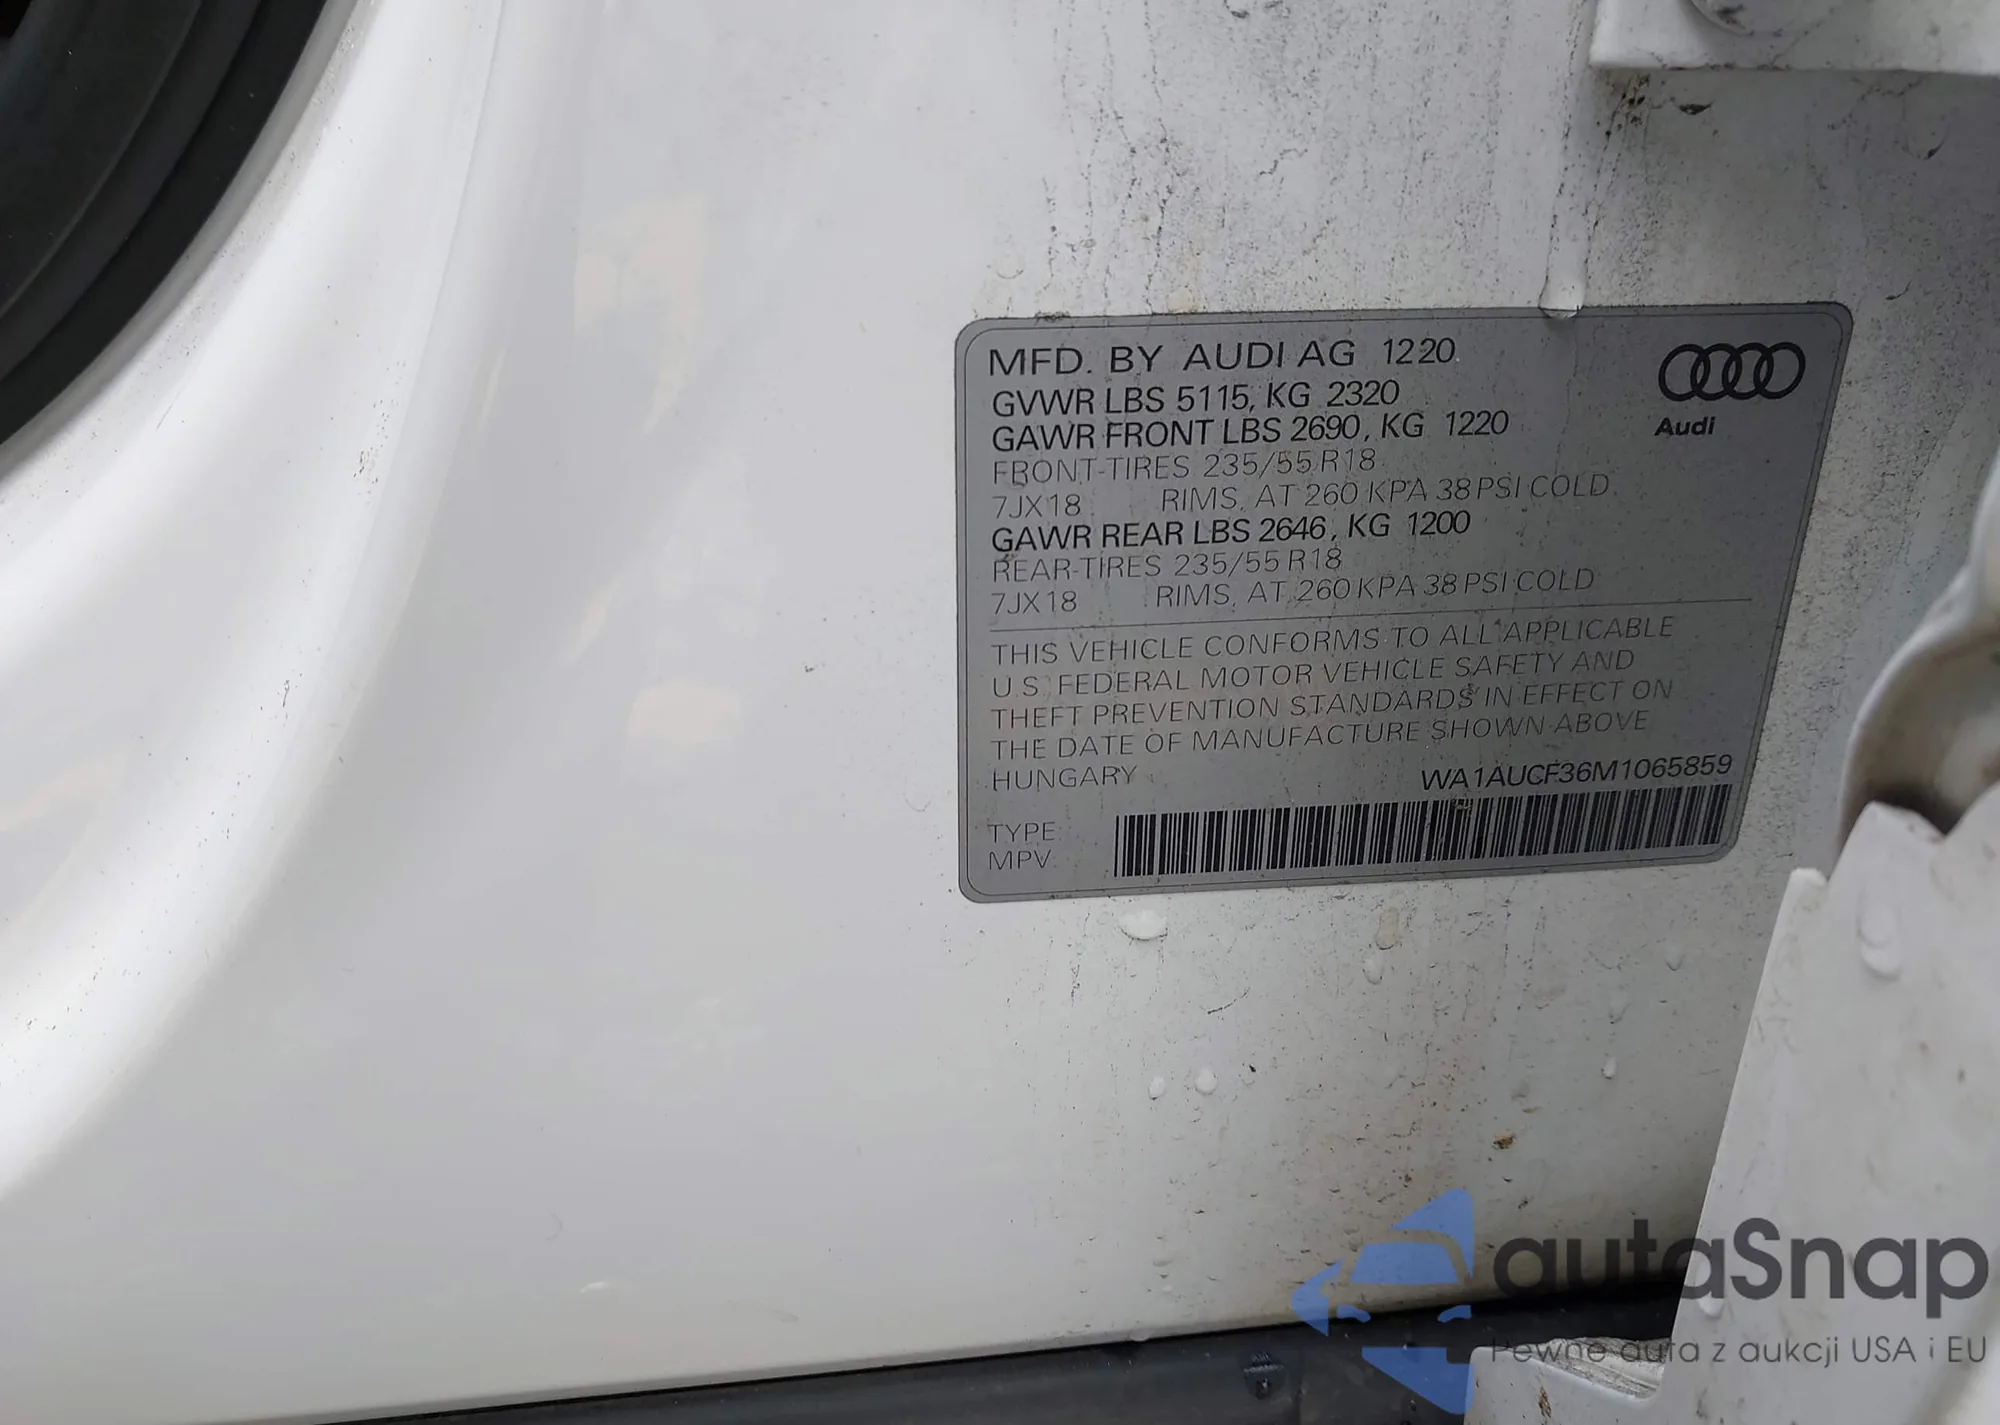 MFD. BY AUDI AG 1220
GVWR LBS 5115, KG 2320
GAWR FRONT LBS 2690, KG 1220
FRONT-TIRES 235/55 R18
7JX18 RIMS, AT 260 KPA 38 PSI COLD
GAWR REAR LBS 2646, KG 1200
REAR-TIRES 235/55 R18
7JX18 RIMS, AT 260 KPA 38 PSI COLD
Audi
THIS VEHICLE CONFORMS TO ALL APPLICABLE
U.S. FEDERAL MOTOR VEHICLE SAFETY AND
THEFT PREVENTION STANDARDS IN EFFECT ON
THE DATE OF MANUFACTURE SHOWN ABOVE
HUNGARY WA1AUCF36M1065859
TYPE:
MPV
autaSnap
Pewne auta z aukcji USA i EU